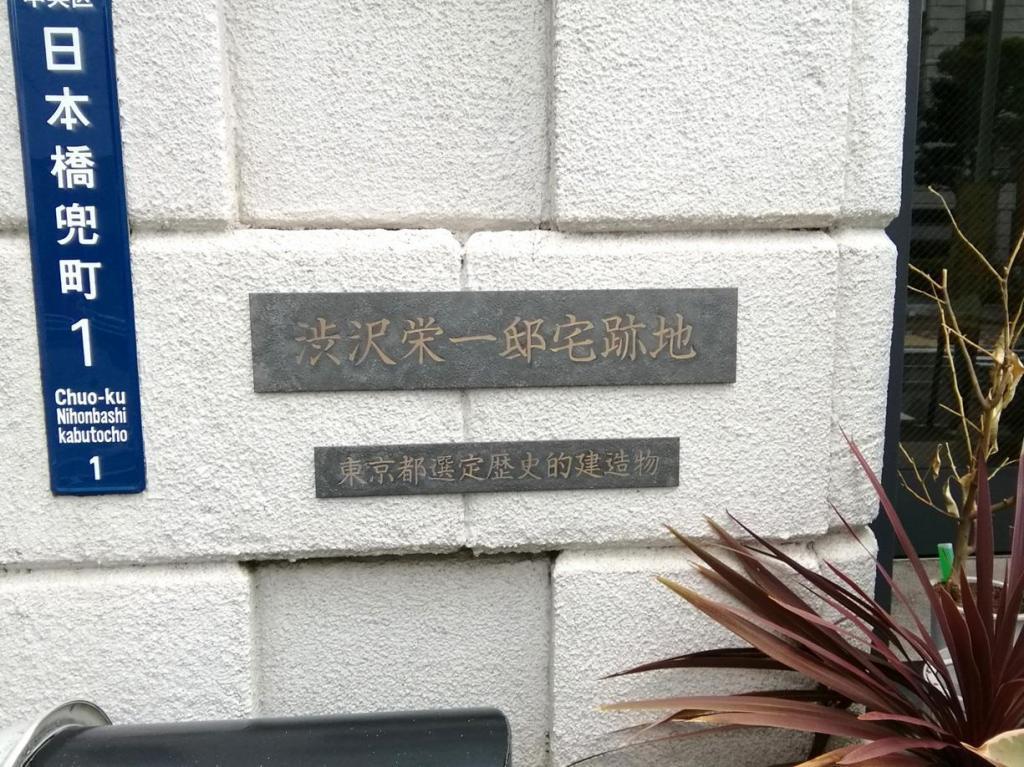 中央区
日本橋兜町
1
Chuo-ku
Nihonbashi
kabutocho
1
渋沢栄一邸宅跡地
東京都選定歴史的建造物